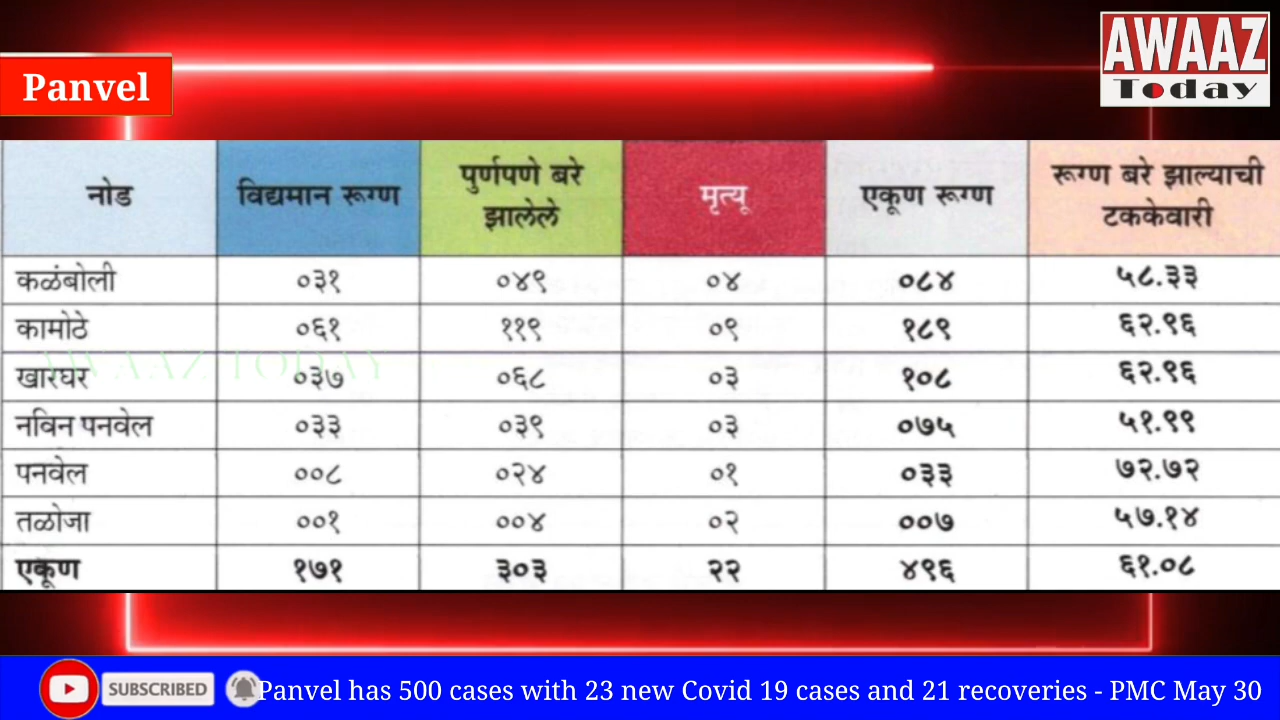 AWAAZ
Today
Panvel
नोड विद्यमान रूग्ण पुर्णपणे बरे झालेले मृत्यू एकूण रूग्ण रूग्ण बरे झाल्याची टक्केवारी
कळंबोली ०३१ ०४९ ०४ ०८४ ५८.३३
कामोठे ०६१ ११९ ०९ १८९ ६२.९६
खारघर ०३७ ०६८ ०३ १०८ ६२.९६
नविन पनवेल ०३३ ०३९ ०३ ०७५ ५१.९९
पनवेल ००८ ०२४ ०१ ०३३ ७२.७२
तळोजा ००१ ००४ ०२ ००७ ५७.१४
एकूण १७१ ३०३ २२ ४९६ ६१.०८
AWAAZ TODAY
SUBSCRIBED
Panvel has 500 cases with 23 new Covid 19 cases and 21 recoveries - PMC May 30